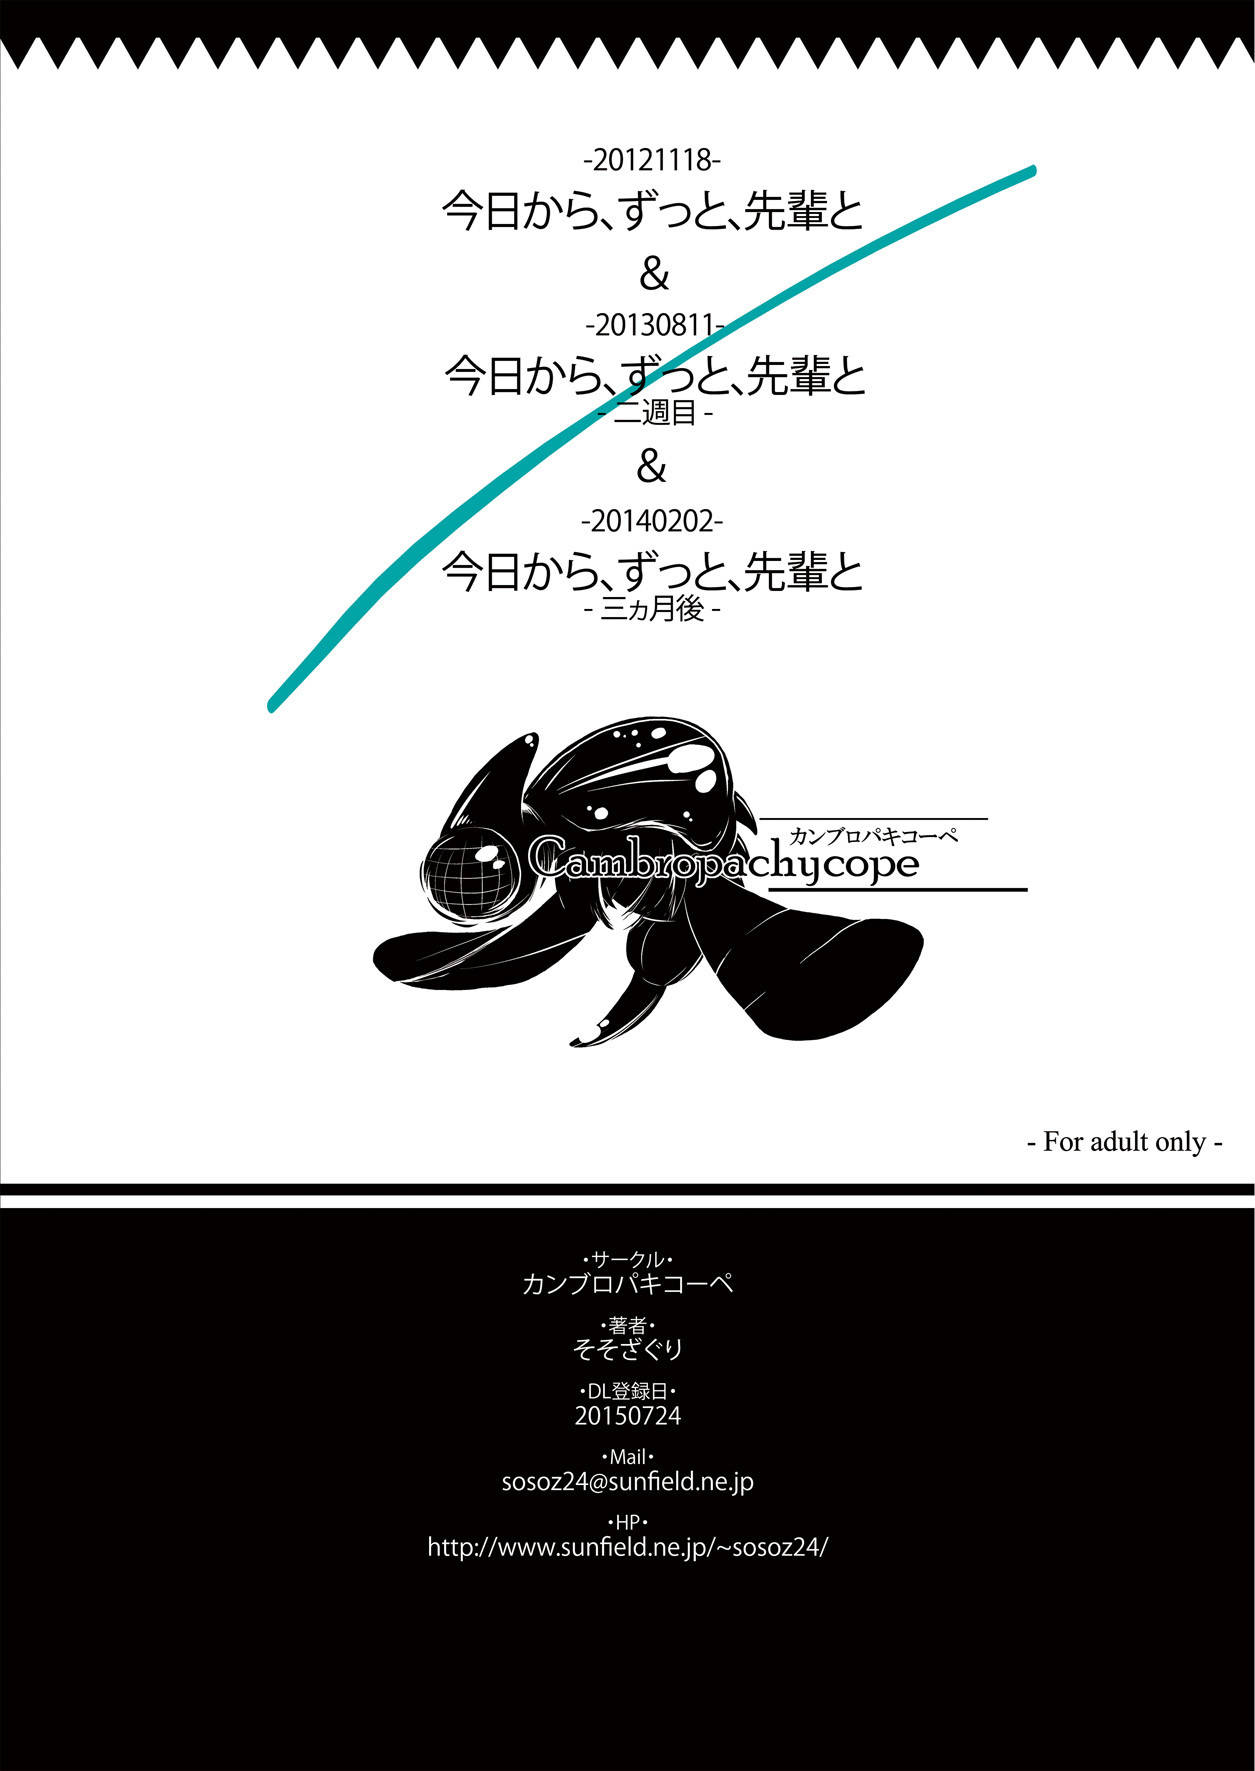 -20121118-
今日から、ずっと、先輩と
&
-20130811-
今日から、ずっと、先輩と
- 二週目 -
&
-20140202-
今日から、ずっと、先輩と
- 三ヵ月後 -
カンブロパキコーペ
Cambropachycope
- For adult only -
・サークル・
カンブロパキコーペ
・著者・
そそざぐり
・DL登録日・
20150724
・Mail・
sosoz24@sunfield.ne.jp
・HP・
http://www.sunfield.ne.jp/~sosoz24/